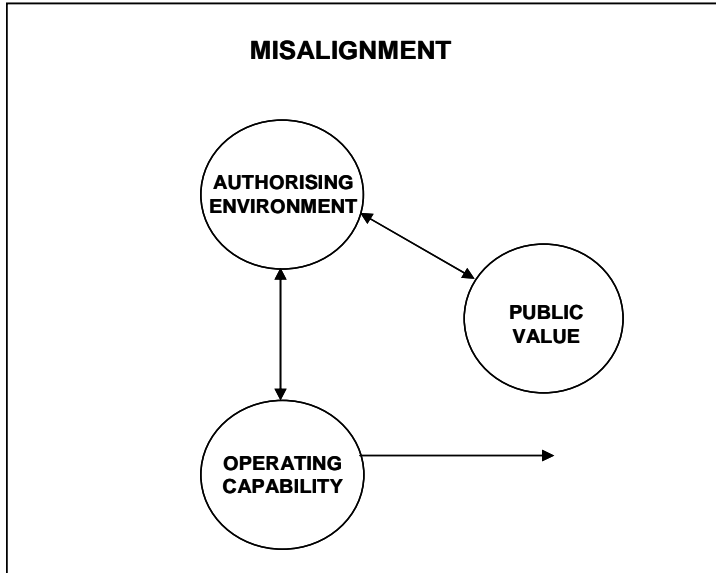 MISALIGNMENT
AUTHORISING
ENVIRONMENT
PUBLIC
VALUE
OPERATING
CAPABILITY